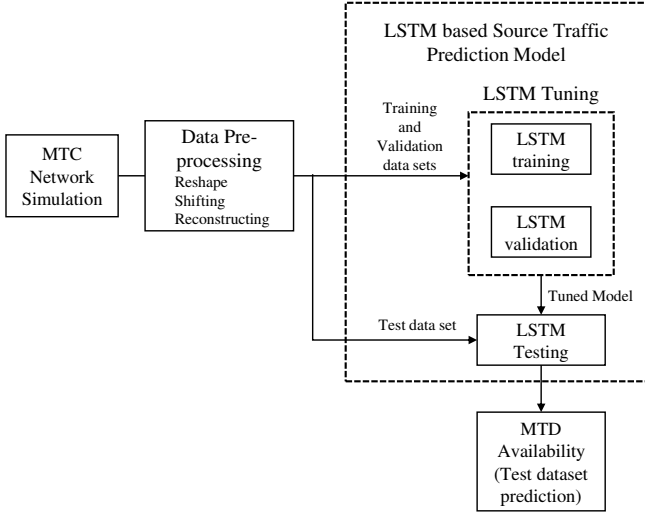 LSTM based Source Traffic
Prediction Model
LSTM Tuning
Training
and
Validation
data sets
LSTM
training
Data Pre-
processing
Reshape
Shifting
Reconstructing
MTC
Network
Simulation
LSTM
validation
Tuned Model
Test data set
LSTM
Testing
MTD
Availability
(Test dataset
prediction)